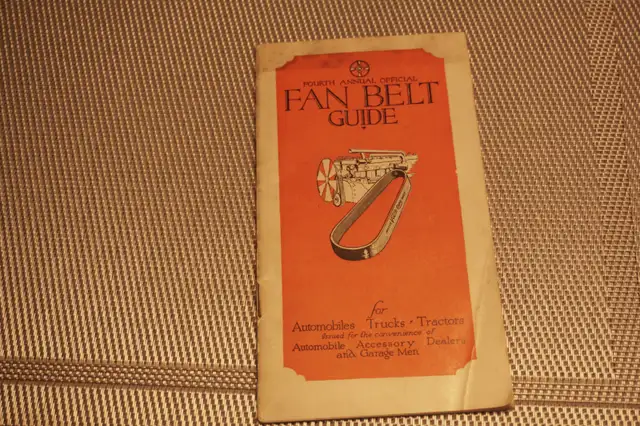 FOURTH ANNUAL OFFICIAL
FAN BELT
GUIDE
for
Automobiles Trucks · Tractors
Issued for the convenience of
Automobile Accessory Dealers
and Garage Men